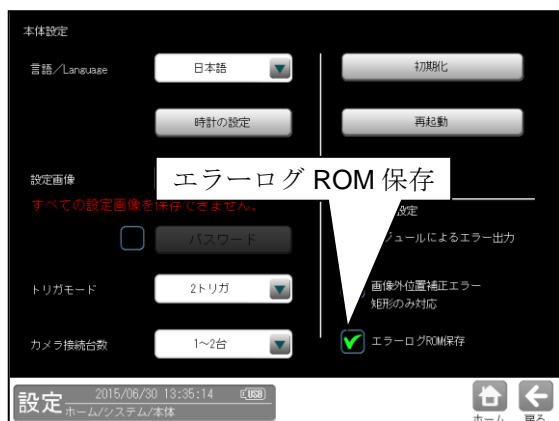 本体設定
言語/Language
日本語
初期化
時計の設定
再起動
設定画像
エラーログ ROM 保存
すべての設定画像を保存できません。
設定
パスワード
ジュールによるエラー出力
トリガモード
2トリガ
画像外位置補正エラー
矩形のみ対応
カメラ接続台数
1~2台
エラーログROM保存
設定
2015/06/30 13:35:14
USB
ホーム/システム/本体
ホーム
戻る